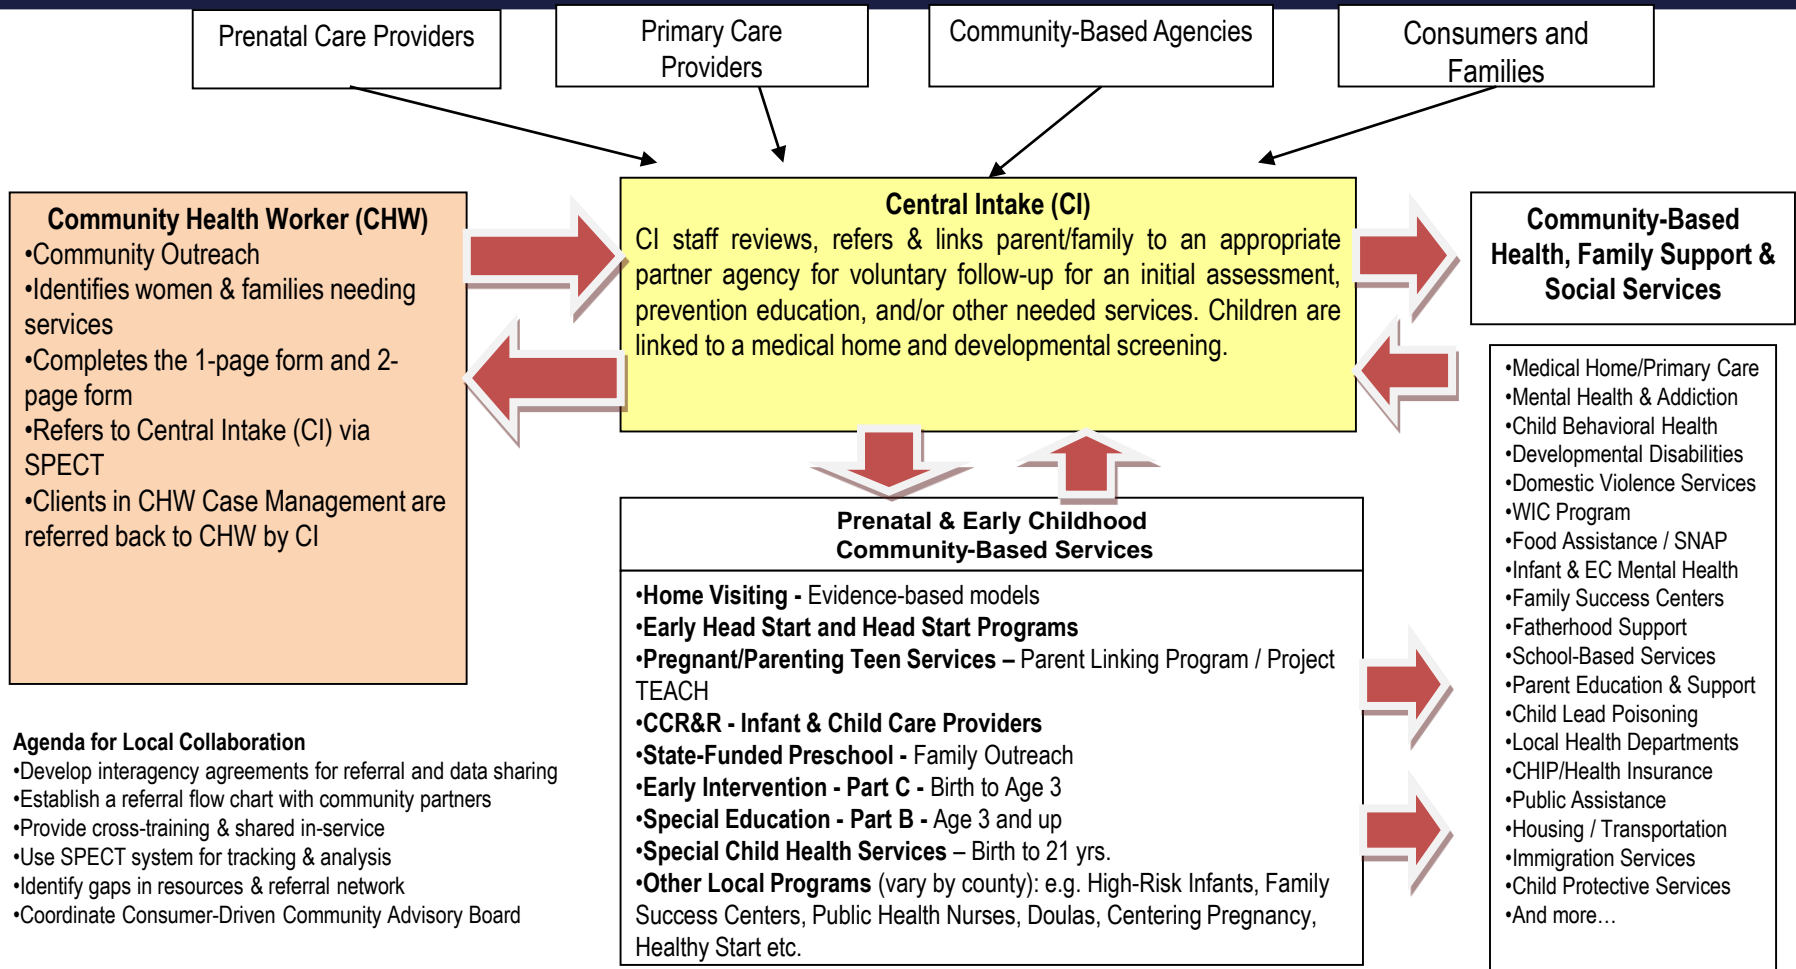 Prenatal Care Providers
Primary Care
Providers
Community-Based Agencies
Consumers and
Families
Community Health Worker (CHW)
•Community Outreach
•Identifies women & families needing
services
•Completes the 1-page form and 2-
page form
•Refers to Central Intake (CI) via
SPECT
•Clients in CHW Case Management are
referred back to CHW by CI
Central Intake (CI)
CI staff reviews, refers & links parent/family to an appropriate
partner agency for voluntary follow-up for an initial assessment,
prevention education, and/or other needed services. Children are
linked to a medical home and developmental screening.
Community-Based
Health, Family Support &
Social Services
•Medical Home/Primary Care
•Mental Health & Addiction
•Child Behavioral Health
•Developmental Disabilities
•Domestic Violence Services
•WIC Program
•Food Assistance / SNAP
•Infant & EC Mental Health
•Family Success Centers
•Fatherhood Support
•School-Based Services
•Parent Education & Support
•Child Lead Poisoning
•Local Health Departments
•CHIP/Health Insurance
•Public Assistance
•Housing / Transportation
•Immigration Services
•Child Protective Services
•And more…
Prenatal & Early Childhood
Community-Based Services
•Home Visiting - Evidence-based models
•Early Head Start and Head Start Programs
•Pregnant/Parenting Teen Services – Parent Linking Program / Project
TEACH
•CCR&R - Infant & Child Care Providers
•State-Funded Preschool - Family Outreach
•Early Intervention - Part C - Birth to Age 3
•Special Education - Part B - Age 3 and up
•Special Child Health Services – Birth to 21 yrs.
•Other Local Programs (vary by county): e.g. High-Risk Infants, Family
Success Centers, Public Health Nurses, Doulas, Centering Pregnancy,
Healthy Start etc.
Agenda for Local Collaboration
•Develop interagency agreements for referral and data sharing
•Establish a referral flow chart with community partners
•Provide cross-training & shared in-service
•Use SPECT system for tracking & analysis
•Identify gaps in resources & referral network
•Coordinate Consumer-Driven Community Advisory Board